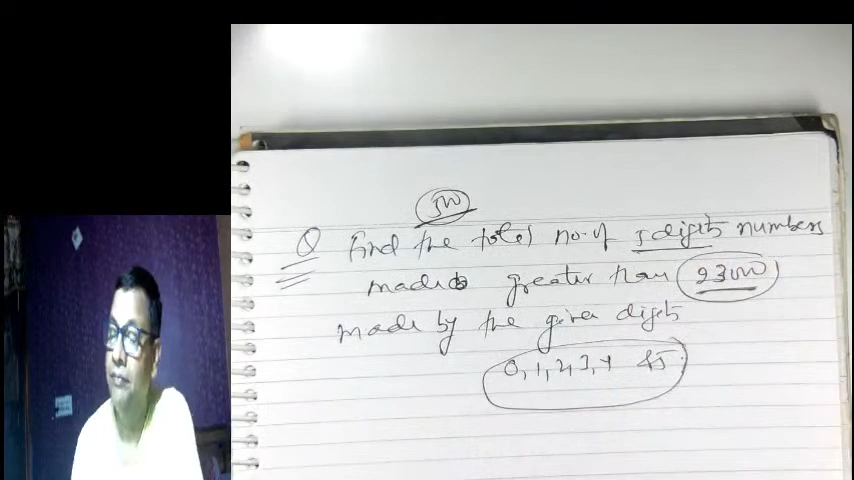 Q Find the total no. of 5 digits numbers
made greater than 23000
made by the given digits
0, 1, 2, 3, 4 & 5